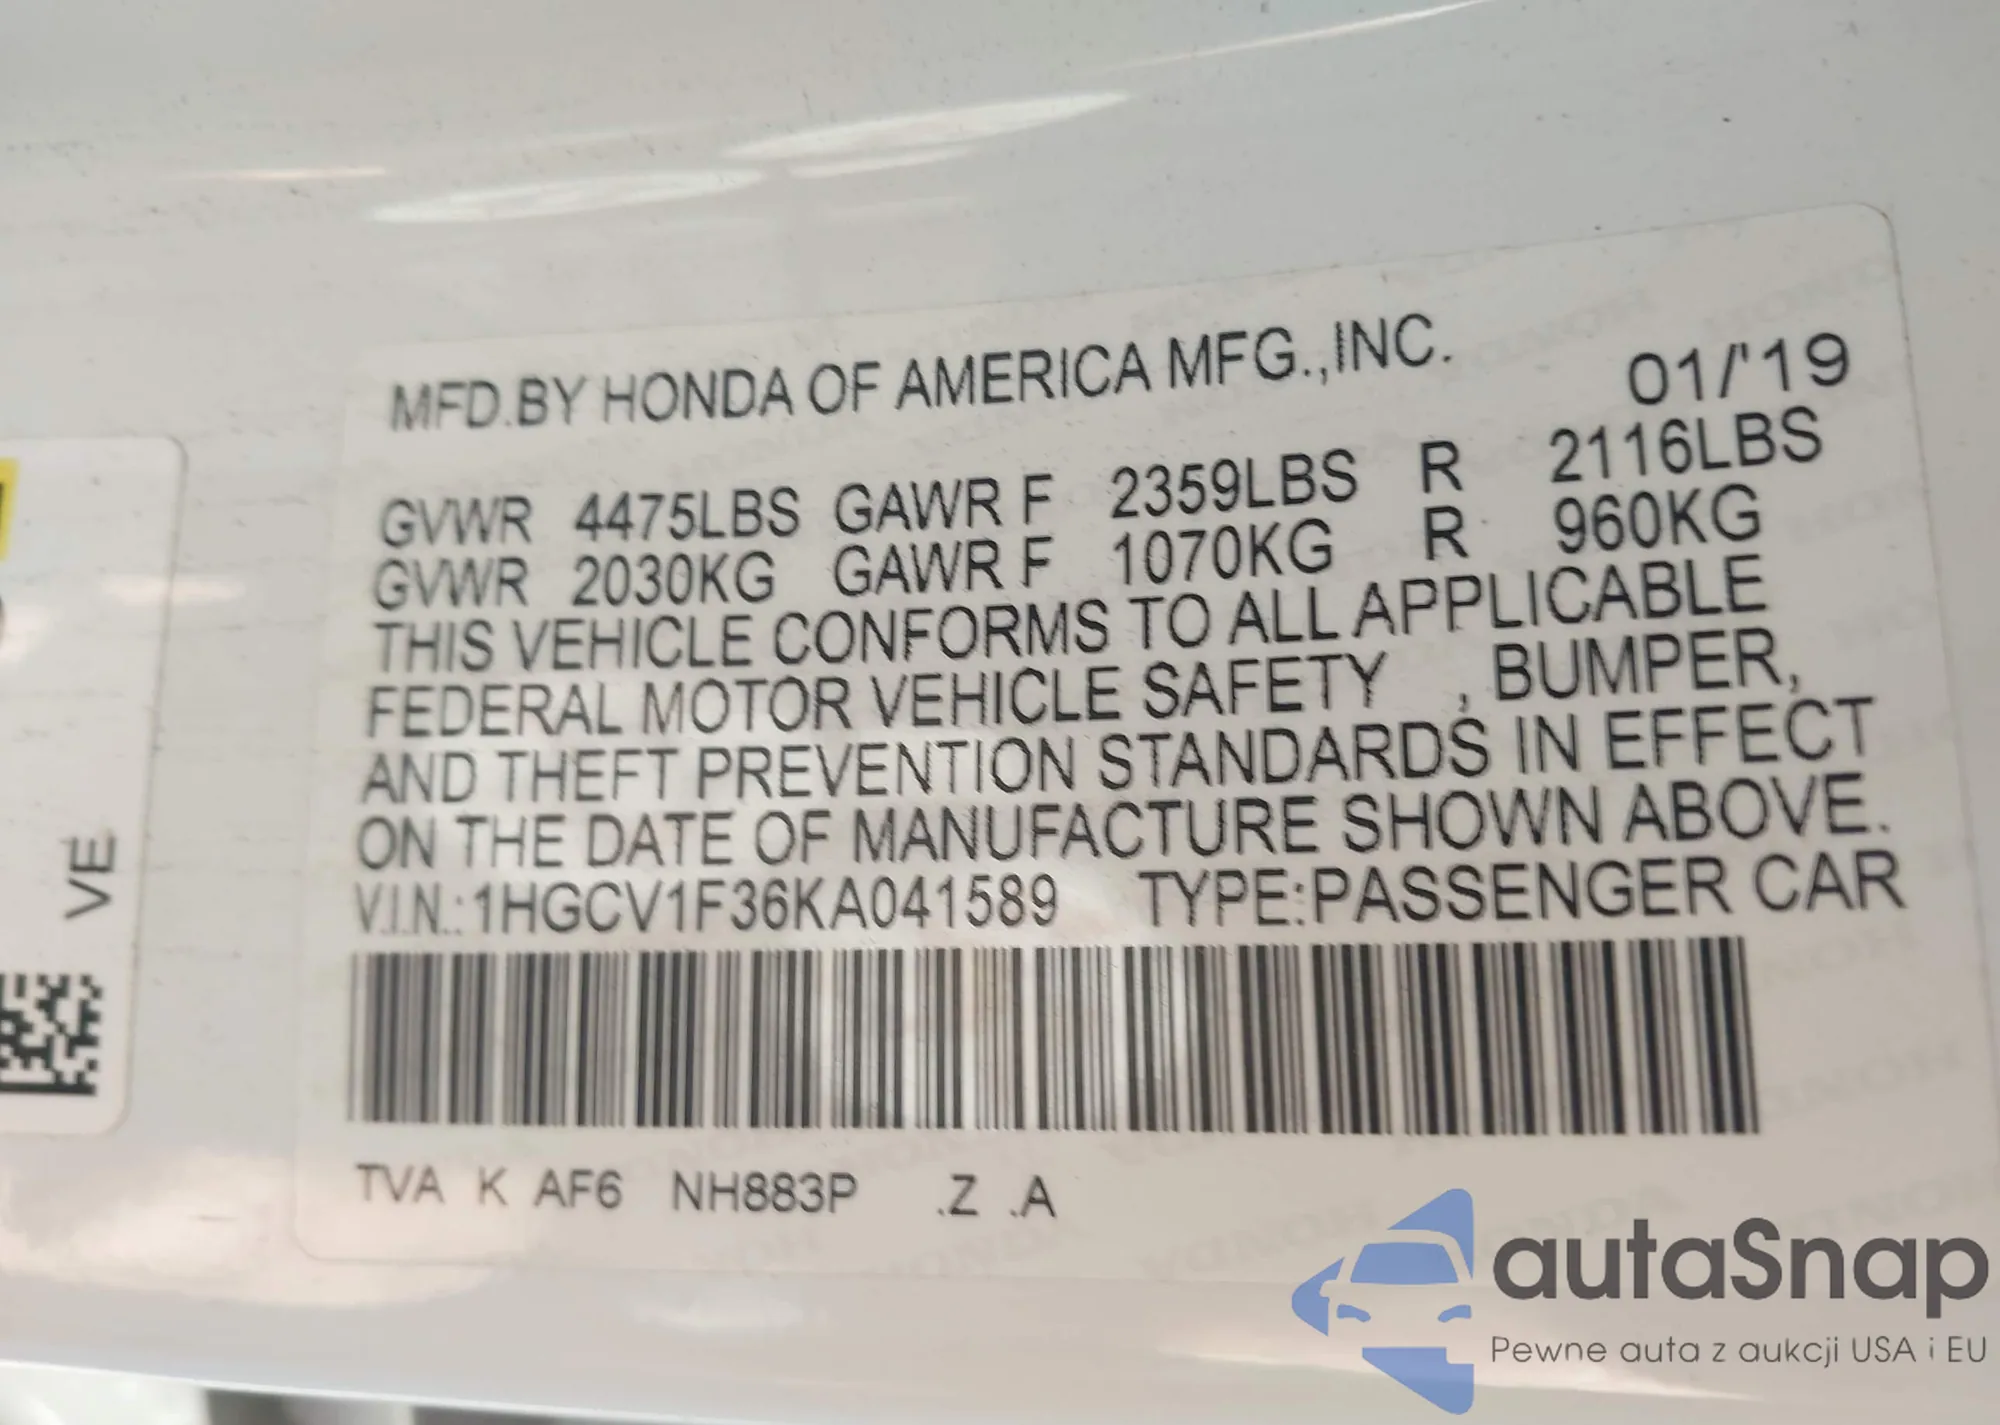 MFD.BY HONDA OF AMERICA MFG.,INC. 01/'19
GVWR 4475LBS GAWR F 2359LBS R 2116LBS
GVWR 2030KG GAWR F 1070KG R 960KG
THIS VEHICLE CONFORMS TO ALL APPLICABLE
FEDERAL MOTOR VEHICLE SAFETY , BUMPER,
AND THEFT PREVENTION STANDARDS IN EFFECT
ON THE DATE OF MANUFACTURE SHOWN ABOVE.
V.I.N.:1HGCV1F36KA041589 TYPE:PASSENGER CAR
TVA K AF6 NH883P .Z .A
VE
autaSnap
Pewne auta z aukcji USA i EU